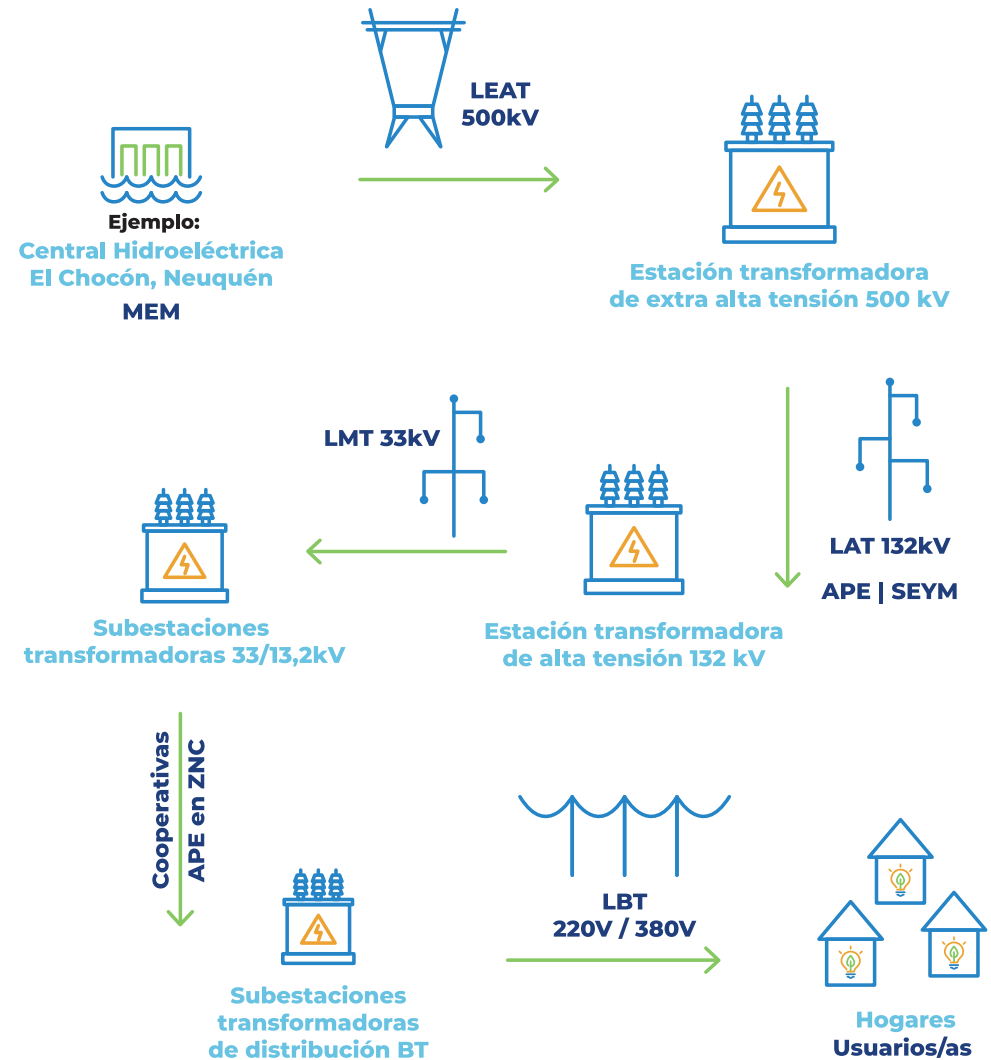 LEAT
500kV
Ejemplo:
Central Hidroeléctrica
El Chocón, Neuquén
MEM
Estación transformadora
de extra alta tensión 500 kV
LAT 132kV
APE | SEYM
LMT 33kV
Estación transformadora
de alta tensión 132 kV
Subestaciones
transformadoras 33/13,2kV
Cooperativas
APE en ZNC
Subestaciones
transformadoras
de distribución BT
LBT
220V / 380V
Hogares
Usuarios/as